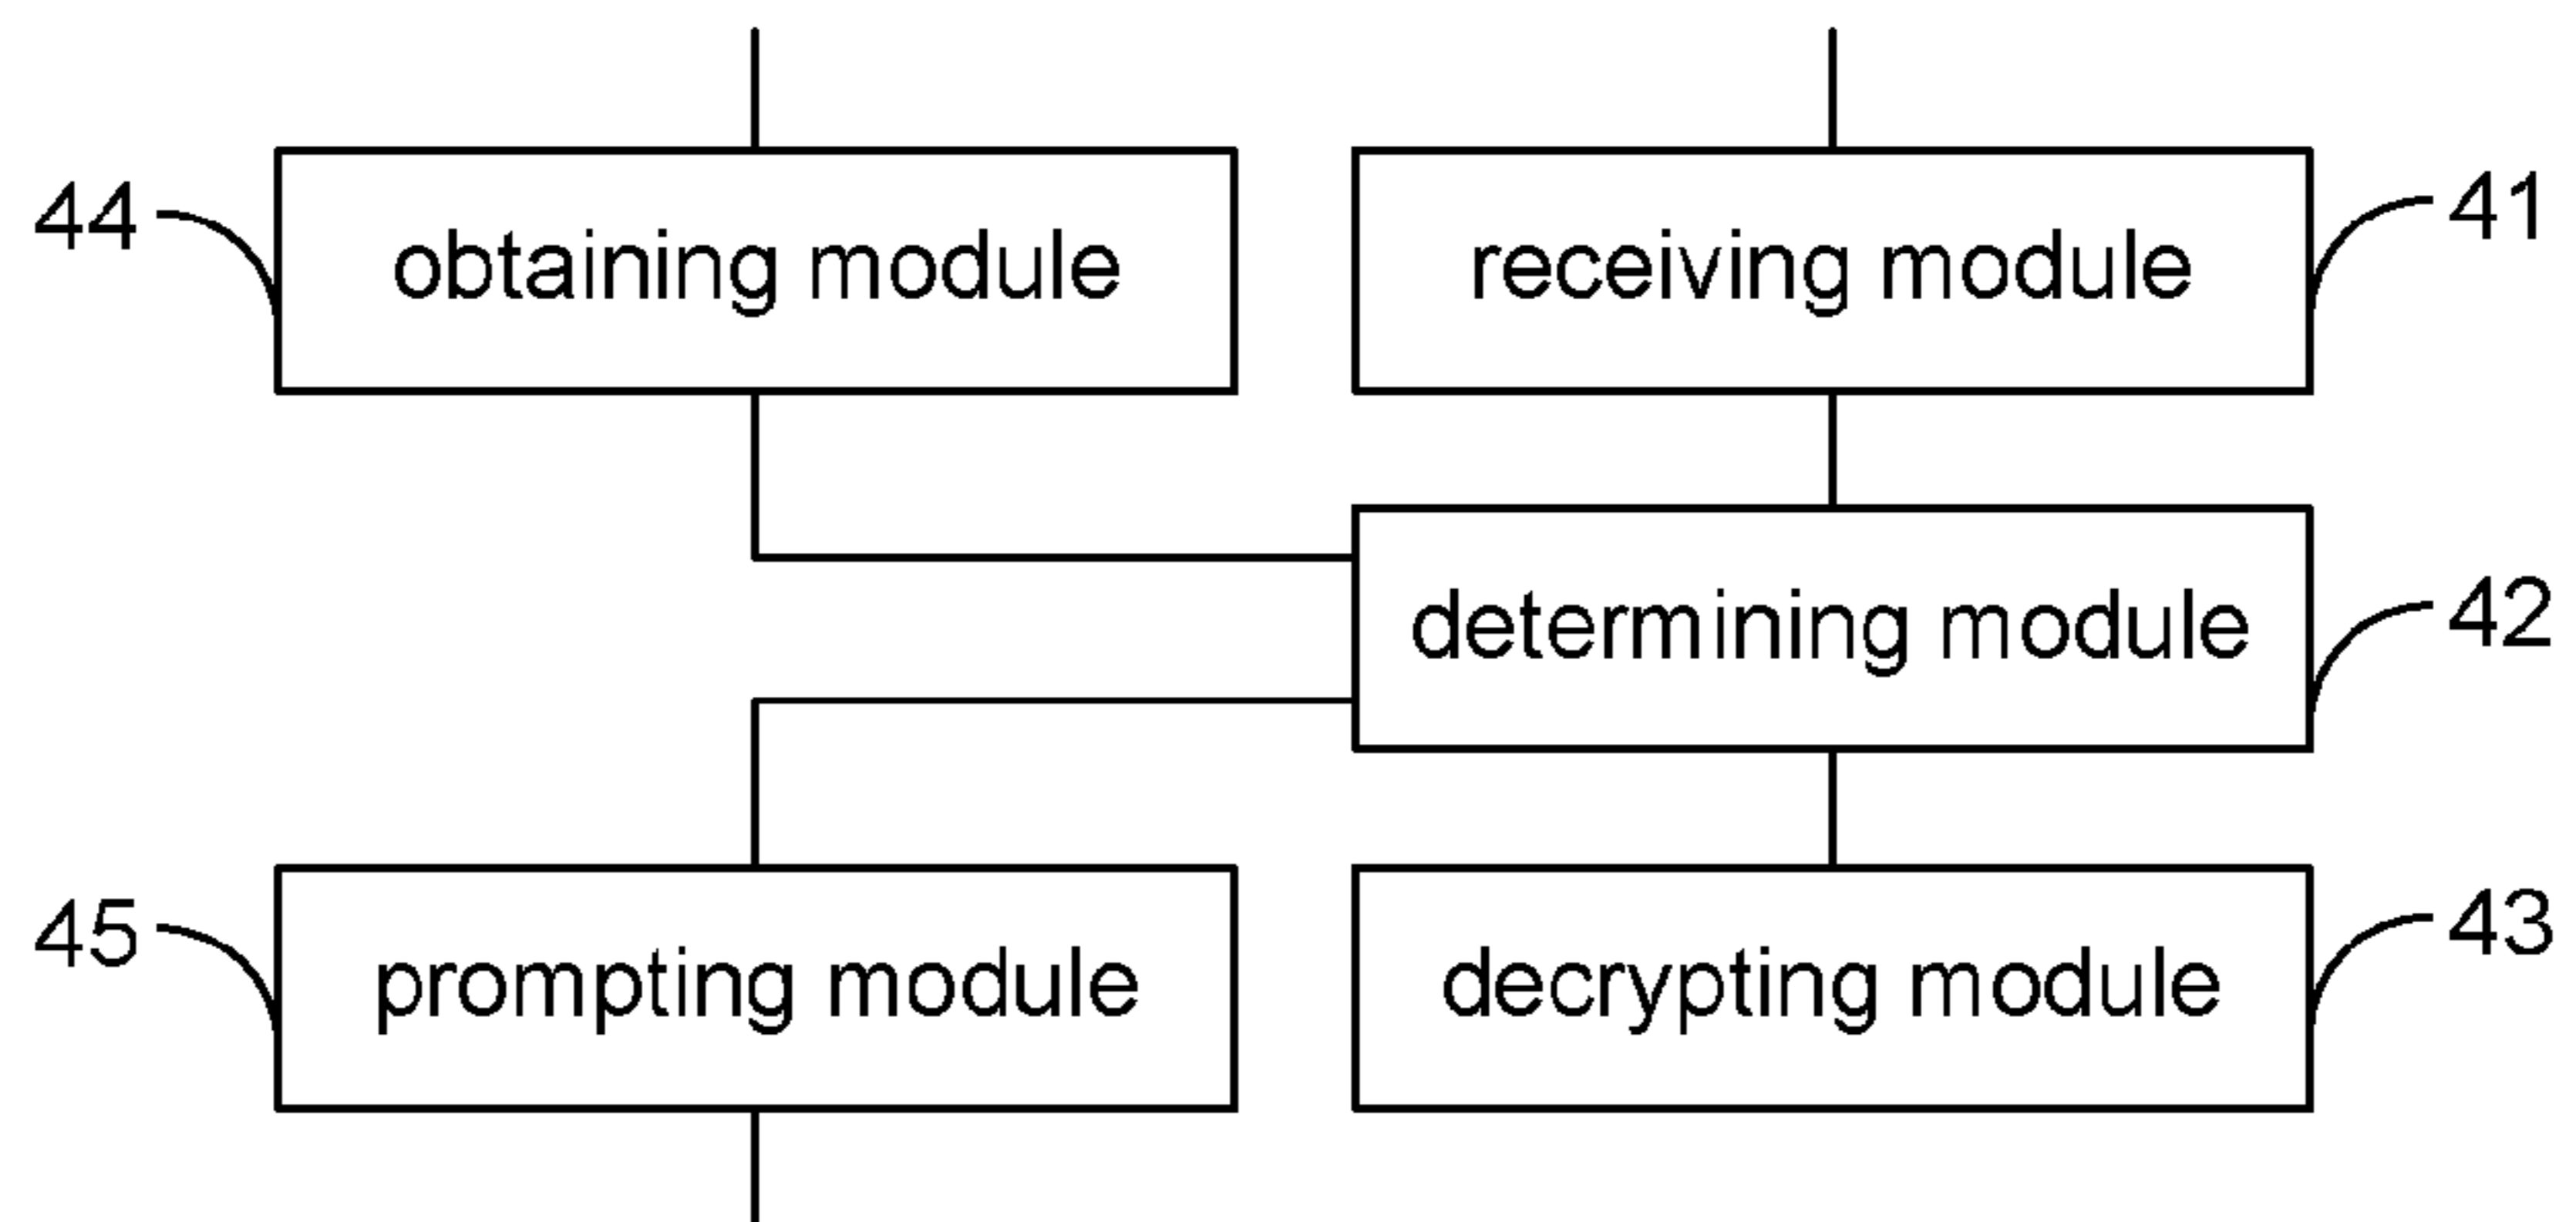 44 obtaining module receiving module 41
determining module 42
45 prompting module decrypting module 43